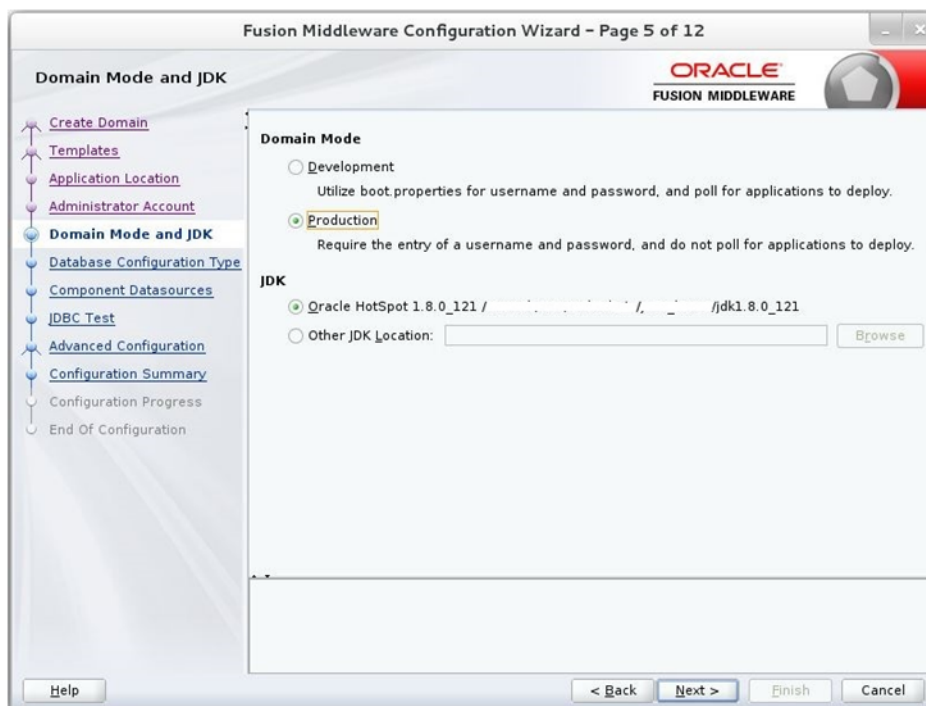 Fusion Middleware Configuration Wizard - Page 5 of 12
Domain Mode and JDK
ORACLE
FUSION MIDDLEWARE
Create Domain
Templates
Application Location
Administrator Account
Domain Mode and JDK
Database Configuration Type
Component Datasources
JDBC Test
Advanced Configuration
Configuration Summary
Configuration Progress
End Of Configuration
Domain Mode
Development
Utilize boot.properties for username and password, and poll for applications to deploy.
Production
Require the entry of a username and password, and do not poll for applications to deploy.
JDK
Oracle HotSpot 1.8.0_121 / /jdk1.8.0_121
Other JDK Location:
Browse
Help
< Back
Next >
Finish
Cancel